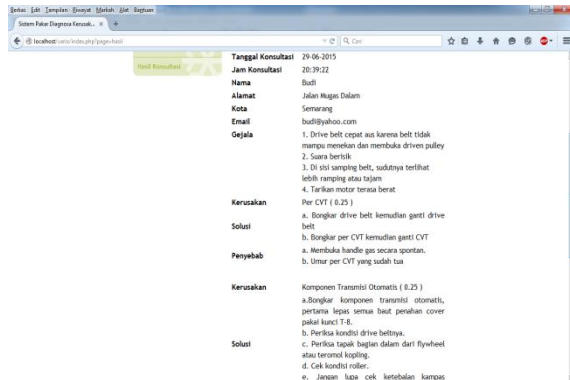 Berkas Edit Tampilan Riwayat Markah Alat Bantuan
Sistem Pakar Diagnosa Kerusak... × +
localhost/vario/index.php?page=hasil
Cari
Hasil Konsultasi
Tanggal Konsultasi 29-06-2015
Jam Konsultasi 20:39:22
Nama Budi
Alamat Jalan Mugas Dalam
Kota Semarang
Email budi@yahoo.com
Gejala 1. Drive belt cepat aus karena belt tidak
mampu menekan dan membuka driven pulley
2. Suara berisik
3. Di sisi samping belt, sudutnya terlihat
lebih ramping atau tajam
4. Tarikan motor terasa berat
Kerusakan Per CVT ( 0.25 )
a. Bongkar drive belt kemudian ganti drive
Solusi belt
b. Bongkar per CVT kemudian ganti CVT
Penyebab a. Membuka handle gas secara spontan.
b. Umur per CVT yang sudah tua
Kerusakan Komponen Transmisi Otomatis ( 0.25 )
a.Bongkar komponen transmisi otomatis,
pertama lepas semua baut penahan cover
pakai kunci T-8.
b. Periksa kondisi drive beltnya.
Solusi c. Periksa tapak bagian dalam dari flywheel
atau teromol kopling.
d. Cek kondisi roller.
e. Jangan lupa cek ketebalan kampas